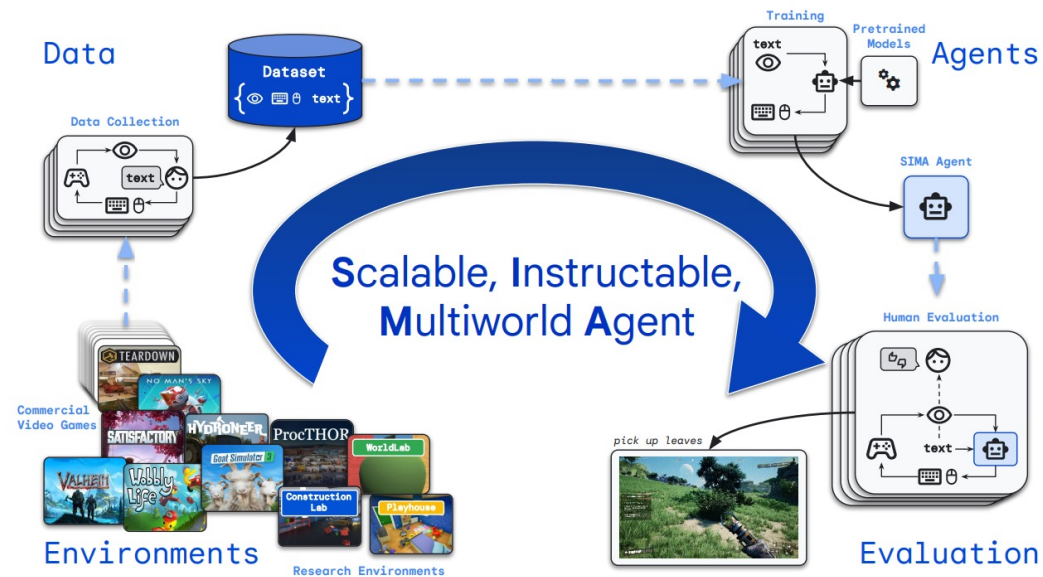 Data
Dataset
text
Data Collection
text
Training
text
Pretrained
Models
Agents
SIMA Agent
Scalable, Instructable,
Multiworld Agent
Human Evaluation
text
pick up leaves
Evaluation
TEARDOWN
NO MAN'S SKY
Commercial
Video Games
SATISFACTORY
HYDRONEER
ProcTHOR
WorldLab
VALHEIM
Wobbly
Life
Goat Simulator 3
Construction
Lab
Playhouse
Environments
Research Environments